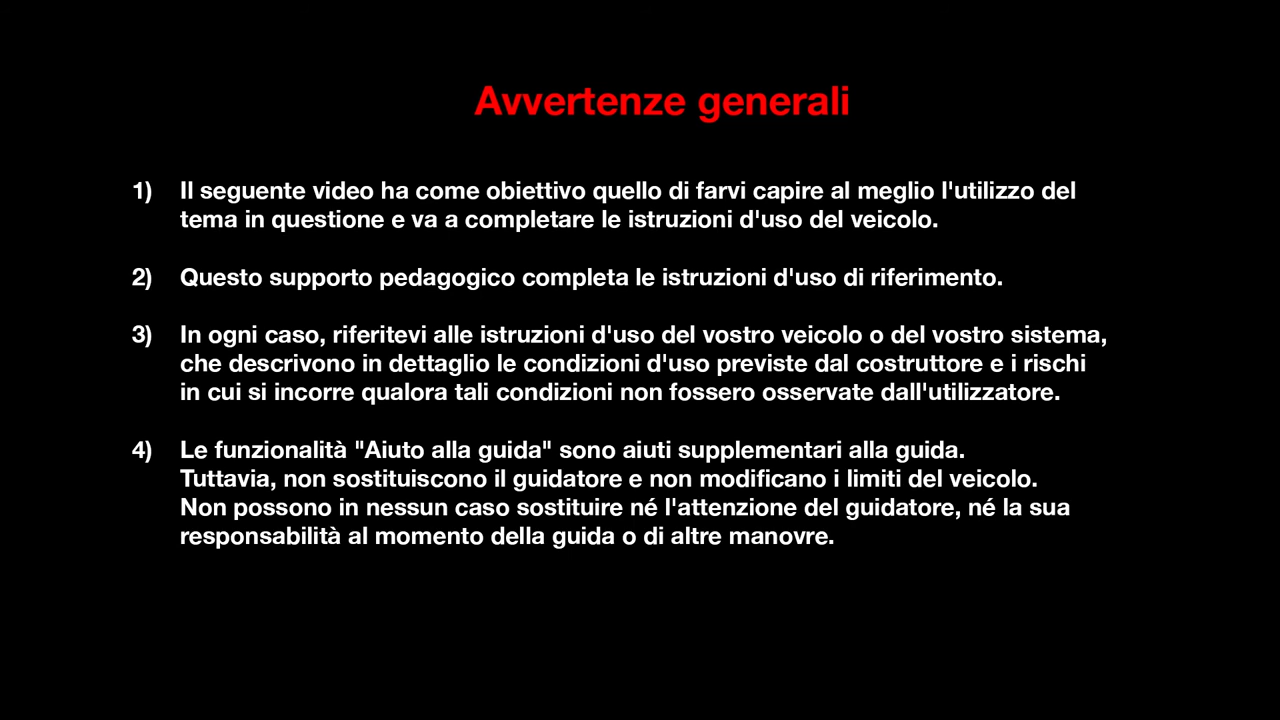 Avvertenze generali
1) Il seguente video ha come obiettivo quello di farvi capire al meglio l'utilizzo del
tema in questione e va a completare le istruzioni d'uso del veicolo.
2) Questo supporto pedagogico completa le istruzioni d'uso di riferimento.
3) In ogni caso, riferitevi alle istruzioni d'uso del vostro veicolo o del vostro sistema,
che descrivono in dettaglio le condizioni d'uso previste dal costruttore e i rischi
in cui si incorre qualora tali condizioni non fossero osservate dall'utilizzatore.
4) Le funzionalità "Aiuto alla guida" sono aiuti supplementari alla guida.
Tuttavia, non sostituiscono il guidatore e non modificano i limiti del veicolo.
Non possono in nessun caso sostituire né l'attenzione del guidatore, né la sua
responsabilità al momento della guida o di altre manovre.